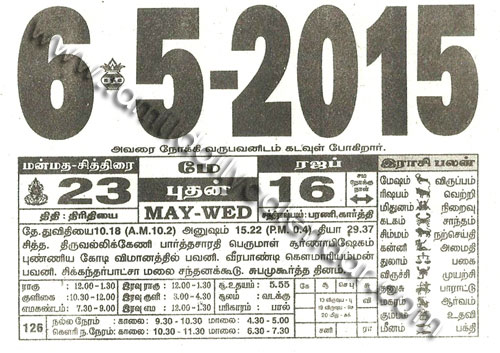 6-5-2015
அவரை நோக்கி வருபவனிடம் கடவுள் போகிறார்.
மன்மத-சித்திரை மே ரஜப் இராசி பலன்
23 புதன் 16 சம நோக்கு நாள்
திதி : திரிதியை MAY-WED சந்திராஷ்டமம்: பரணி,கார்த்தி
தே.துவிதியை10.18 (A.M.10.2) அனுஷம் 15.22 (P.M.0.4) தியா 29.37
சித்த. திருவல்லிக்கேணி பார்த்தசாரதி பெருமாள் சூர்ணாபிஷேகம்
புண்ணிய கோடி விமானத்தில் பவனி. வீரபாண்டி கௌமாரியம்மன்
பவனி. சிக்கந்தர்பாட்சா மலை சந்தனக்கூடு. சுபமுகூர்த்த தினம்.
மேஷம் விருப்பம்
ரிஷபம் வெற்றி
மிதுனம் நிறைவு
கடகம் சாந்தம்
சிம்மம் நற்செய்தி
கன்னி அமைதி
துலாம் பகை
விருச்சி முயற்சி
தனுசு பாராட்டு
மகரம் ஆர்வம்
கும்பம் உதவி
மீனம் பக்தி
ராகு : 12.00 -1.30 இரவு ராகு : 12.00 -1.30 சூ.உதயம் : 5.55
குளிகை : 10.30 -12.00 இரவு குளி : 3.00 -4.30 சூலம் : வடக்கு
எமகண்டம் : 7.30 - 9.00 இரவு எம : 12.00 -1.30 பரிகாரம் : பால்
126 நல்ல நேரம் : காலை: 9.30 - 10.30 மாலை: 4.30 - 5.00
கௌரி ந.நேரம் : காலை: 10.30 - 11.30 மாலை: 6.30 - 7.30